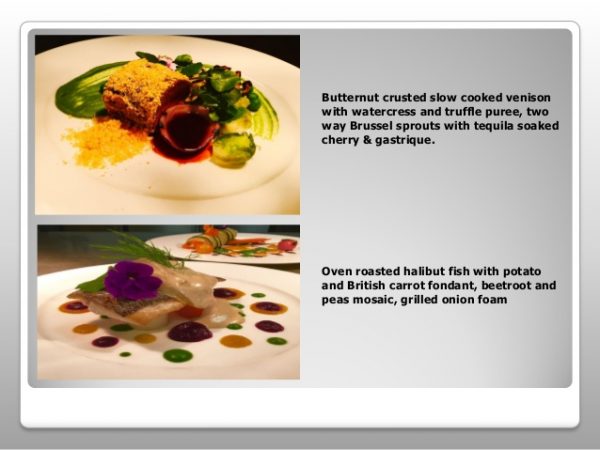 Butternut crusted slow cooked venison
with watercress and truffle puree, two
way Brussel sprouts with tequila soaked
cherry & gastrique.
Oven roasted halibut fish with potato
and British carrot fondant, beetroot and
peas mosaic, grilled onion foam